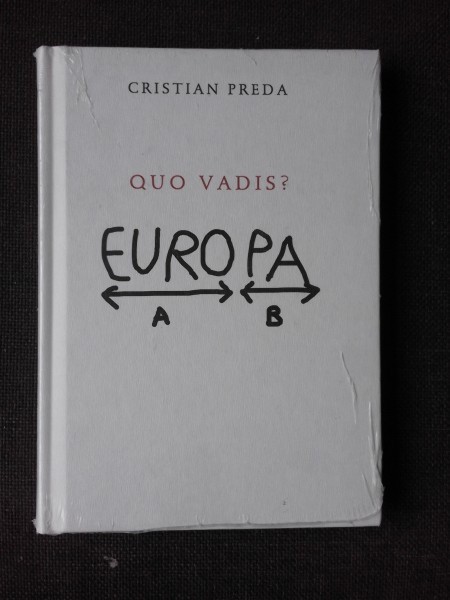 CRISTIAN PREDA
QUO VADIS?
EUROPA
A B